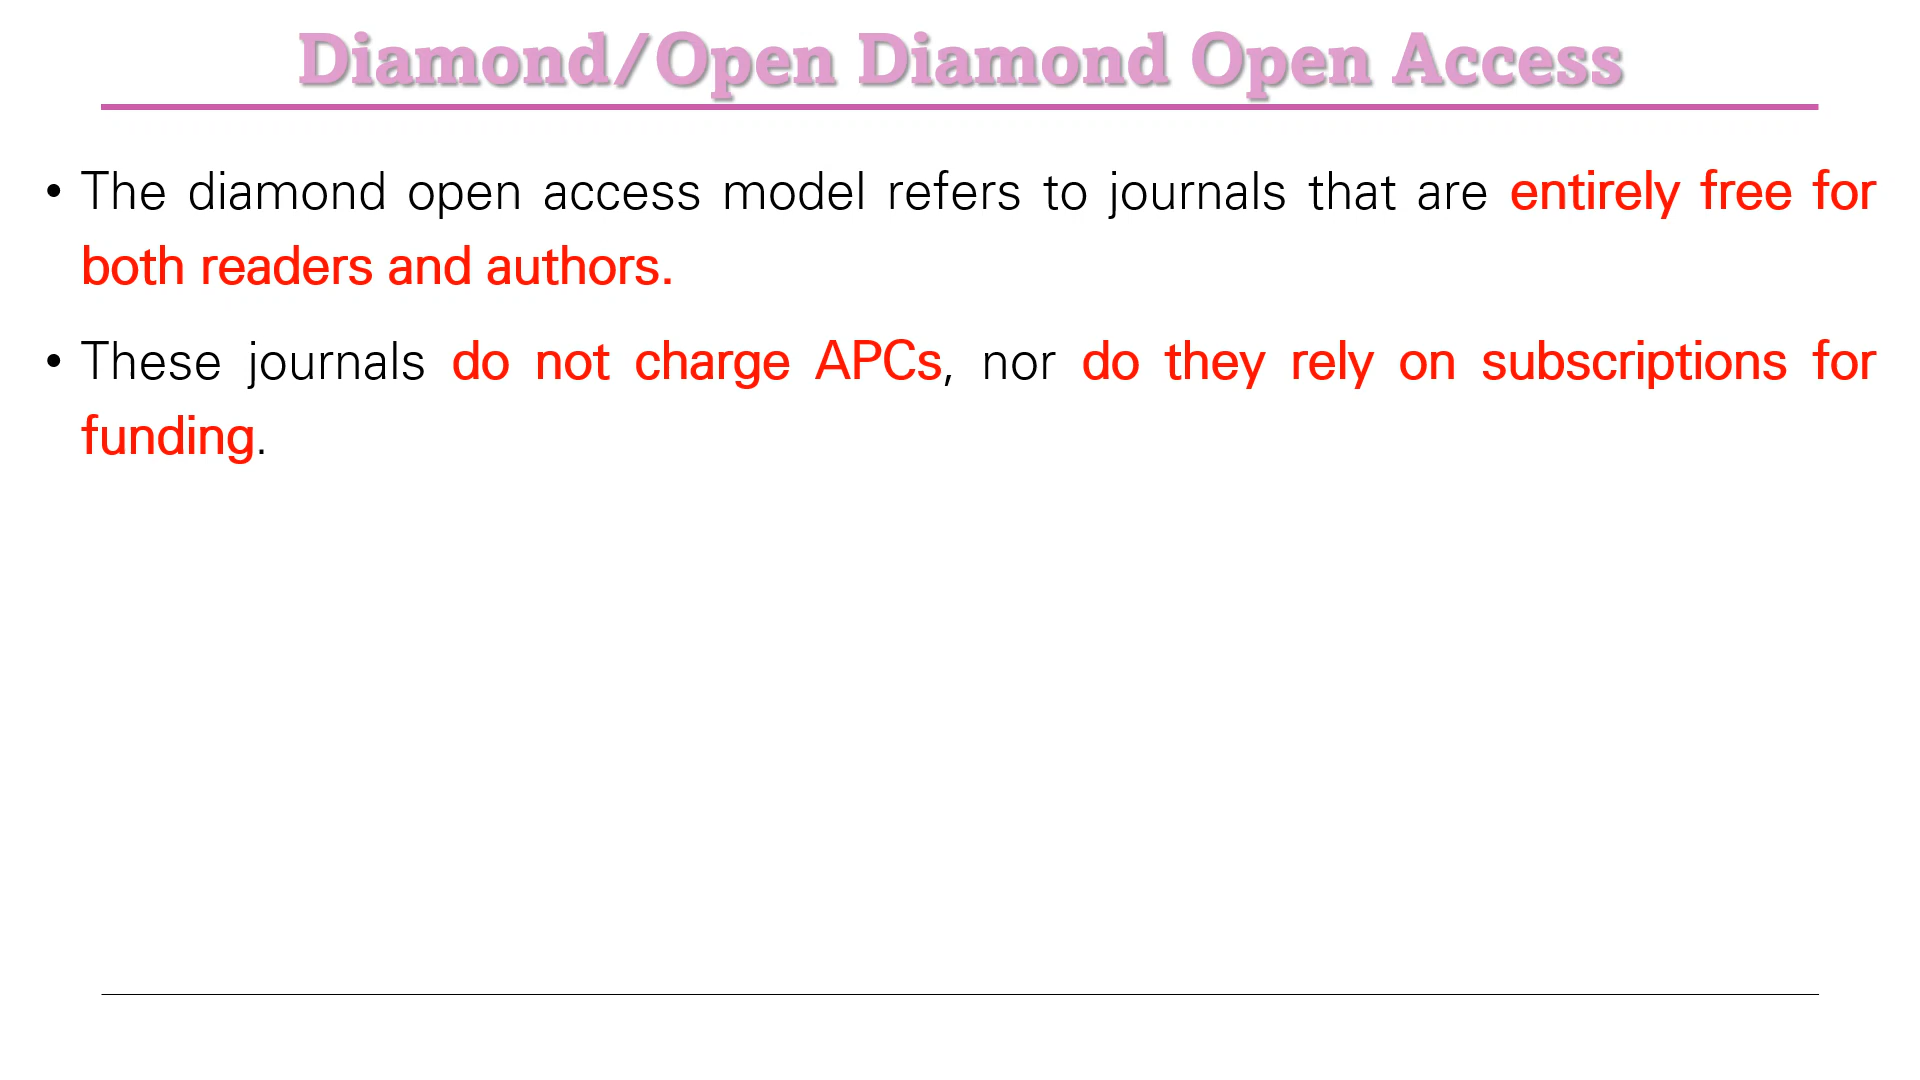 Diamond/Open Diamond Open Access
• The diamond open access model refers to journals that are entirely free for
both readers and authors.
• These journals do not charge APCs, nor do they rely on subscriptions for
funding.